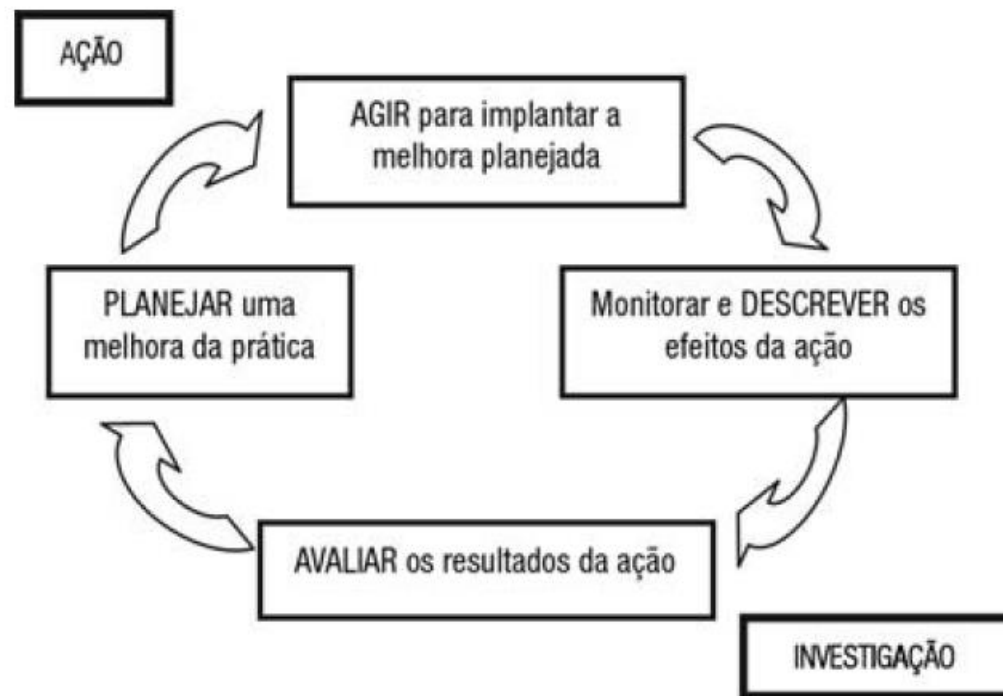 AÇÃO
AGIR para implantar a
melhora planejada
PLANEJAR uma
melhora da prática
Monitorar e DESCREVER os
efeitos da ação
AVALIAR os resultados da ação
INVESTIGAÇÃO